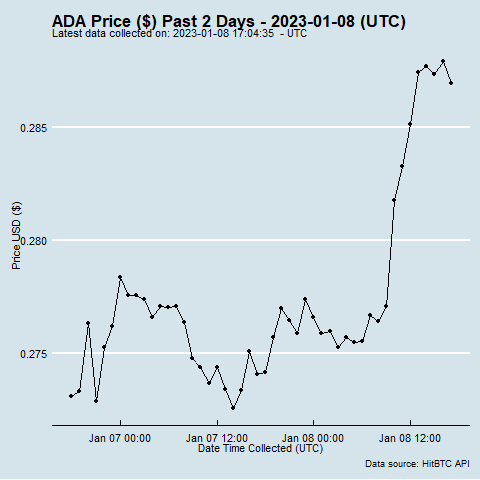 ADA Price ($) Past 2 Days - 2023-01-08 (UTC)
Latest data collected on: 2023-01-08 17:04:35 - UTC
0.285
0.280
0.275
Price USD ($)
Jan 07 00:00
Jan 07 12:00
Jan 08 00:00
Jan 08 12:00
Date Time Collected (UTC)
Data source: HitBTC API